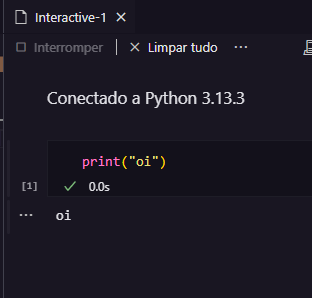 Interactive-1
Interromper
Limpar tudo
Conectado a Python 3.13.3
print("oi")
[1]
0.0s
oi